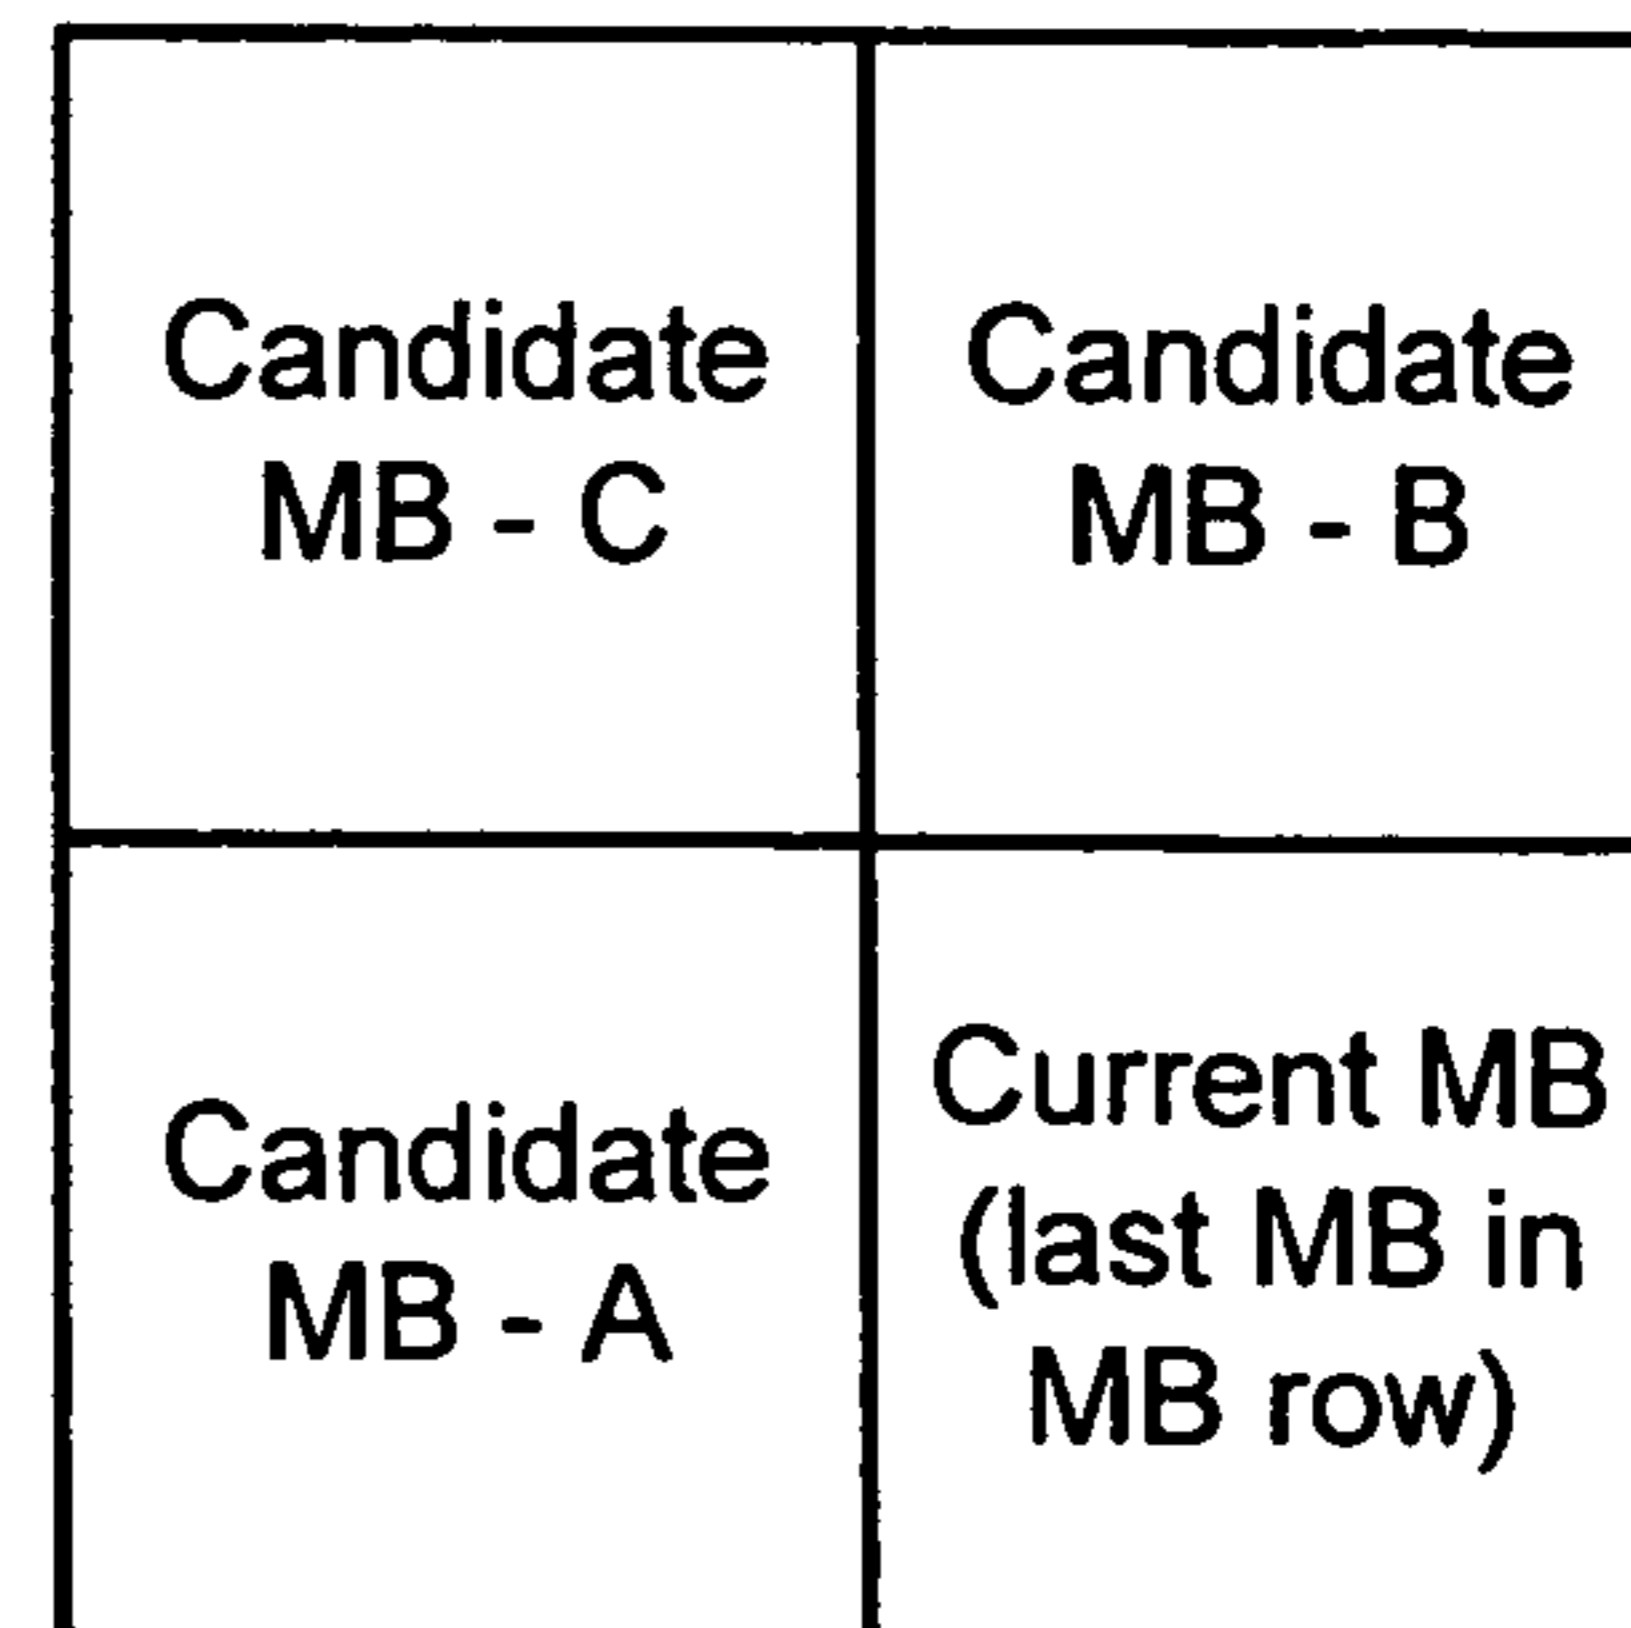 Candidate
MB - C
Candidate
MB - B
Candidate
MB - A
Current MB
(last MB in
MB row)